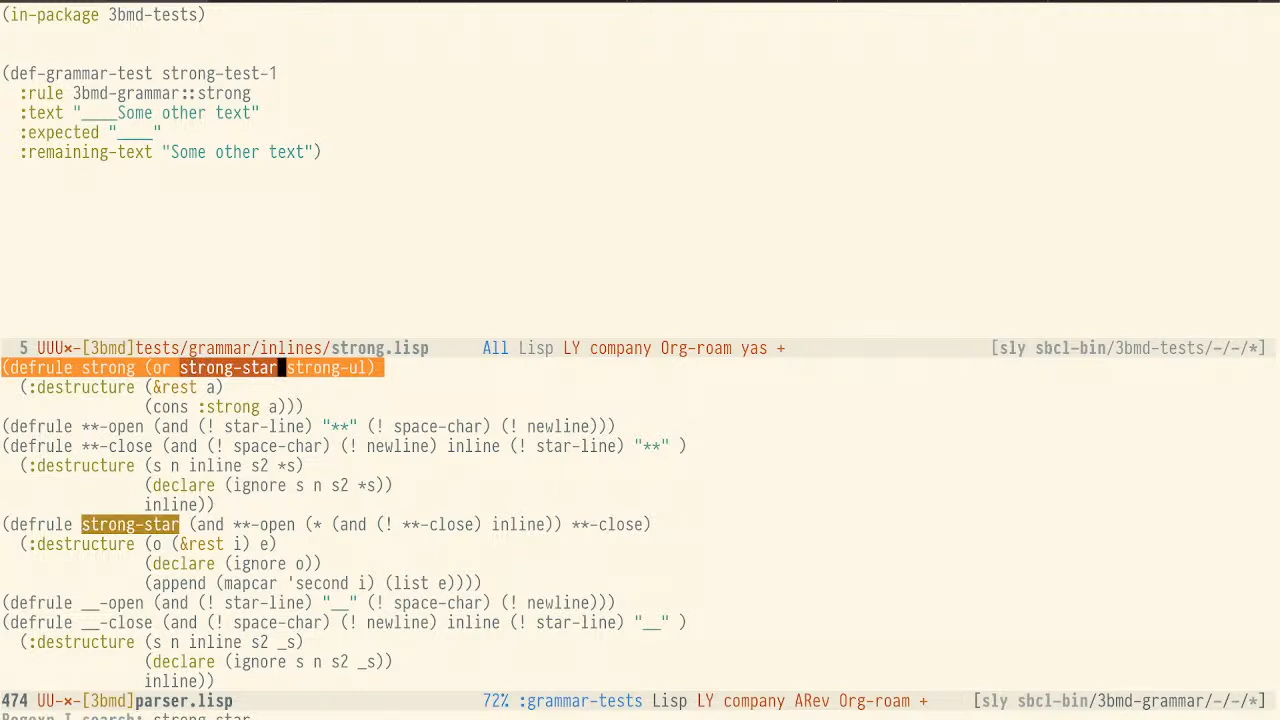 (in-package 3bmd-tests)
(def-grammar-test strong-test-1
  :rule 3bmd-grammar::strong
  :text "____Some other text"
  :expected "____"
  :remaining-text "Some other text")
5 UUU×-[3bmd]tests/grammar/inlines/strong.lisp All Lisp LY company Org-roam yas + [sly sbcl-bin/3bmd-tests/-/-/*]
(defrule strong (or strong-star strong-ul)
  (:destructure (&rest a)
                (cons :strong a)))
(defrule **-open (and (! star-line) "**" (! space-char) (! newline)))
(defrule **-close (and (! space-char) (! newline) inline (! star-line) "**" )
  (:destructure (s n inline s2 *s)
                (declare (ignore s n s2 *s))
                inline))
(defrule strong-star (and **-open (* (and (! **-close) inline)) **-close)
  (:destructure (o (&rest i) e)
                (declare (ignore o))
                (append (mapcar 'second i) (list e))))
(defrule __-open (and (! star-line) "__" (! space-char) (! newline)))
(defrule __-close (and (! space-char) (! newline) inline (! star-line) "__" )
  (:destructure (s n inline s2 _s)
                (declare (ignore s n s2 _s))
                inline))
474 UU-×-[3bmd]parser.lisp 72% :grammar-tests Lisp LY company ARev Org-roam + [sly sbcl-bin/3bmd-grammar/-/-/*]
Regexp I-search: strong-star